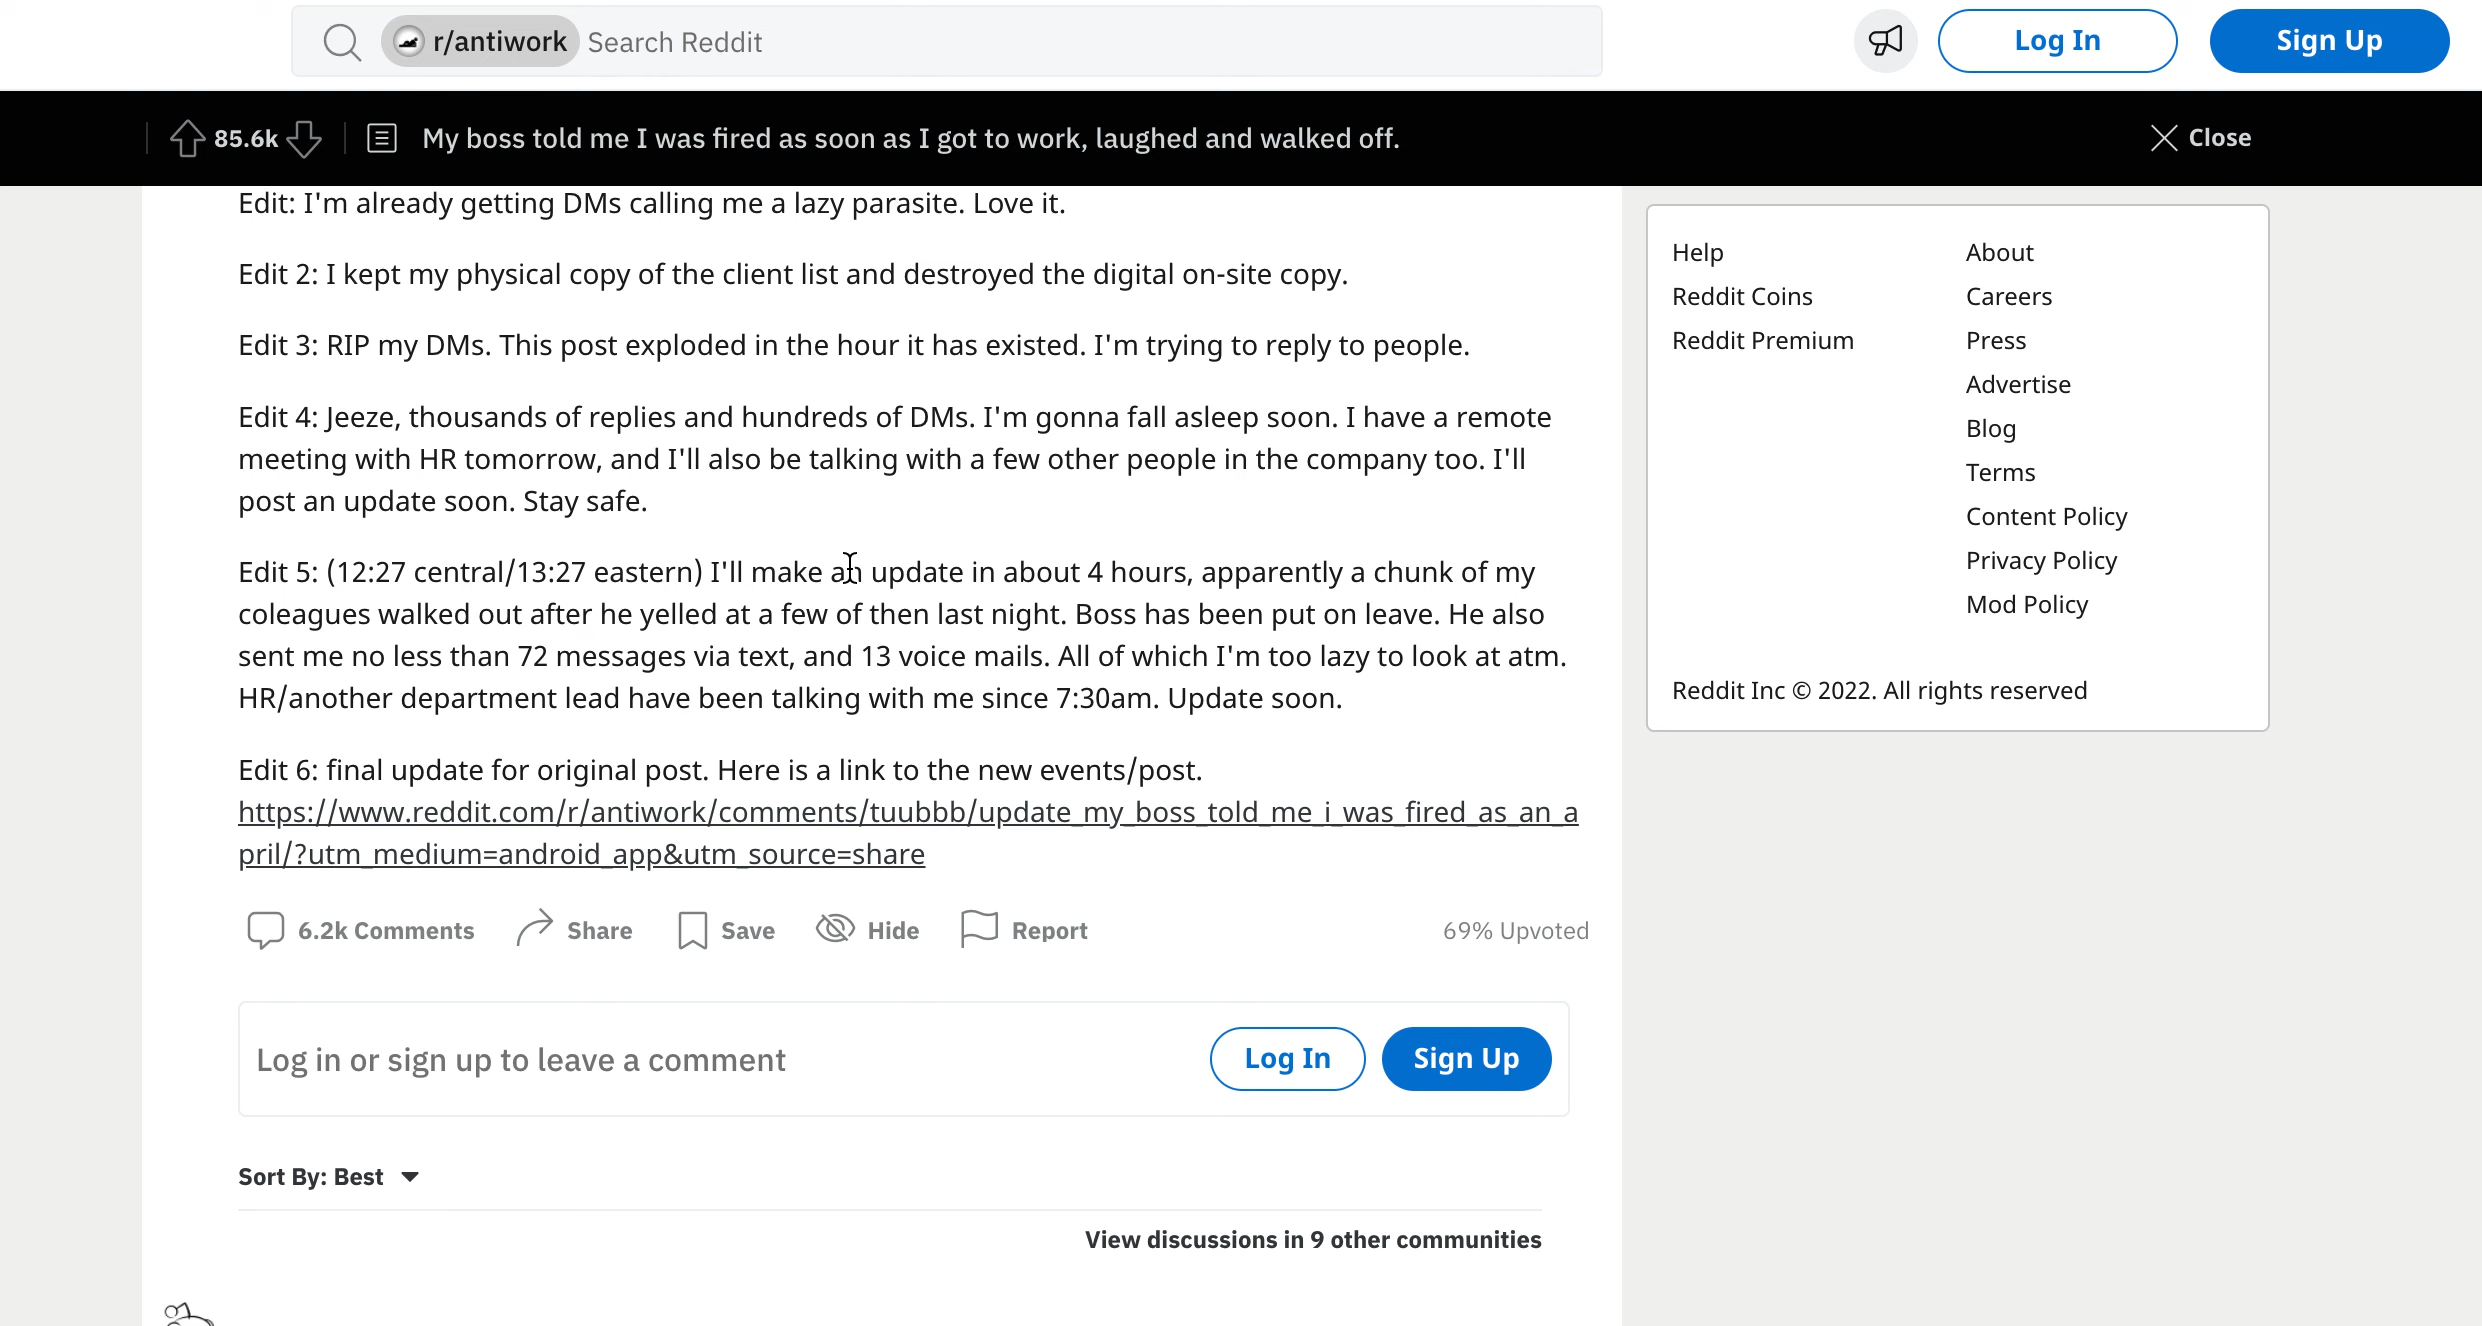 r/antiwork Search Reddit
Log In
Sign Up
85.6k
My boss told me I was fired as soon as I got to work, laughed and walked off.
Close
Edit: I'm already getting DMs calling me a lazy parasite. Love it.
Edit 2: I kept my physical copy of the client list and destroyed the digital on-site copy.
Edit 3: RIP my DMs. This post exploded in the hour it has existed. I'm trying to reply to people.
Edit 4: Jeeze, thousands of replies and hundreds of DMs. I'm gonna fall asleep soon. I have a remote
meeting with HR tomorrow, and I'll also be talking with a few other people in the company too. I'll
post an update soon. Stay safe.
Edit 5: (12:27 central/13:27 eastern) I'll make an update in about 4 hours, apparently a chunk of my
coleagues walked out after he yelled at a few of then last night. Boss has been put on leave. He also
sent me no less than 72 messages via text, and 13 voice mails. All of which I'm too lazy to look at atm.
HR/another department lead have been talking with me since 7:30am. Update soon.
Edit 6: final update for original post. Here is a link to the new events/post.
https://www.reddit.com/r/antiwork/comments/tuubbb/update_my_boss_told_me_i_was_fired_as_an_a
pril/?utm_medium=android_app&utm_source=share
6.2k Comments
Share
Save
Hide
Report
69% Upvoted
Log in or sign up to leave a comment
Log In
Sign Up
Sort By: Best
View discussions in 9 other communities
Help
Reddit Coins
Reddit Premium
About
Careers
Press
Advertise
Blog
Terms
Content Policy
Privacy Policy
Mod Policy
Reddit Inc © 2022. All rights reserved